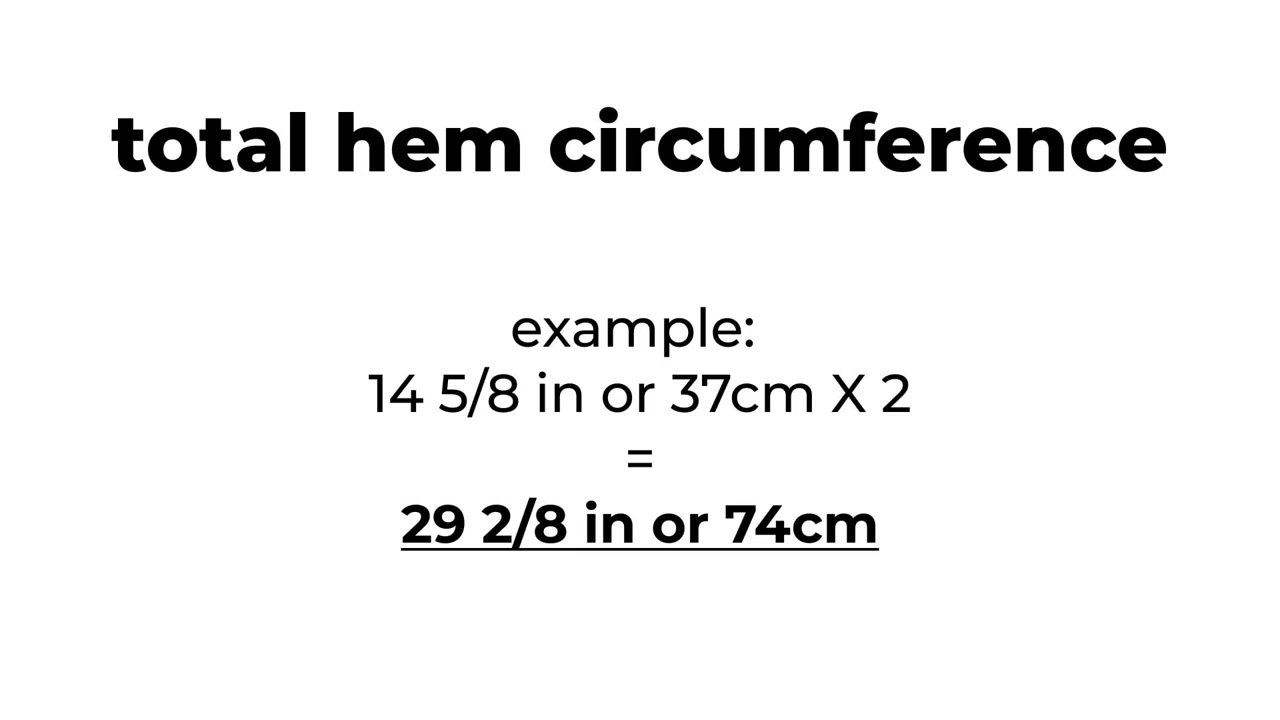 total hem circumference
example:
14 5/8 in or 37cm X 2
=
29 2/8 in or 74cm